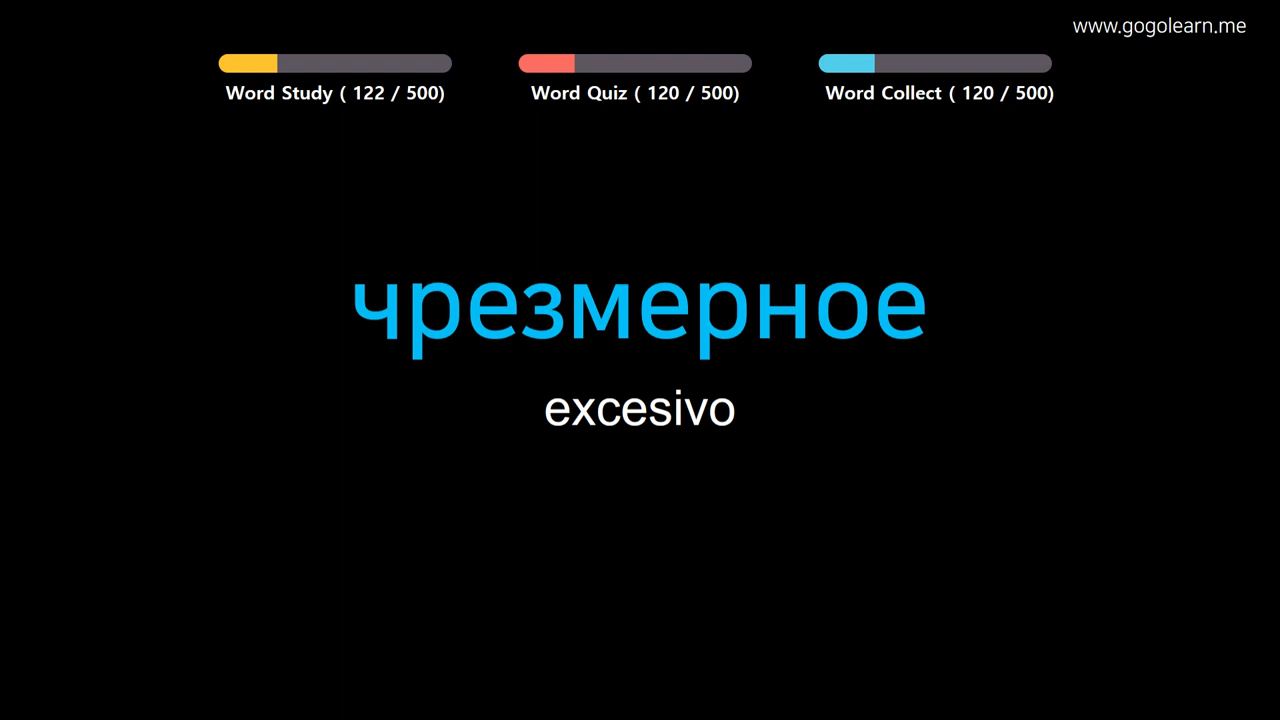 www.gogolearn.me
Word Study ( 122 / 500)
Word Quiz ( 120 / 500)
Word Collect ( 120 / 500)
чрезмерное
excesivo